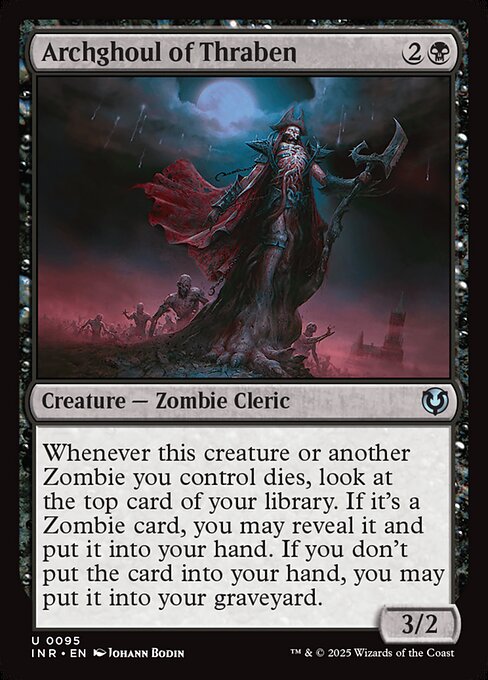 Archghoul of Thraben 2
Creature — Zombie Cleric
Whenever this creature or another
Zombie you control dies, look at
the top card of your library. If it's a
Zombie card, you may reveal it and
put it into your hand. If you don't
put the card into your hand, you may
put it into your graveyard.
3/2
U 0095
INR • EN Johann Bodin
™ & © 2025 Wizards of the Coast